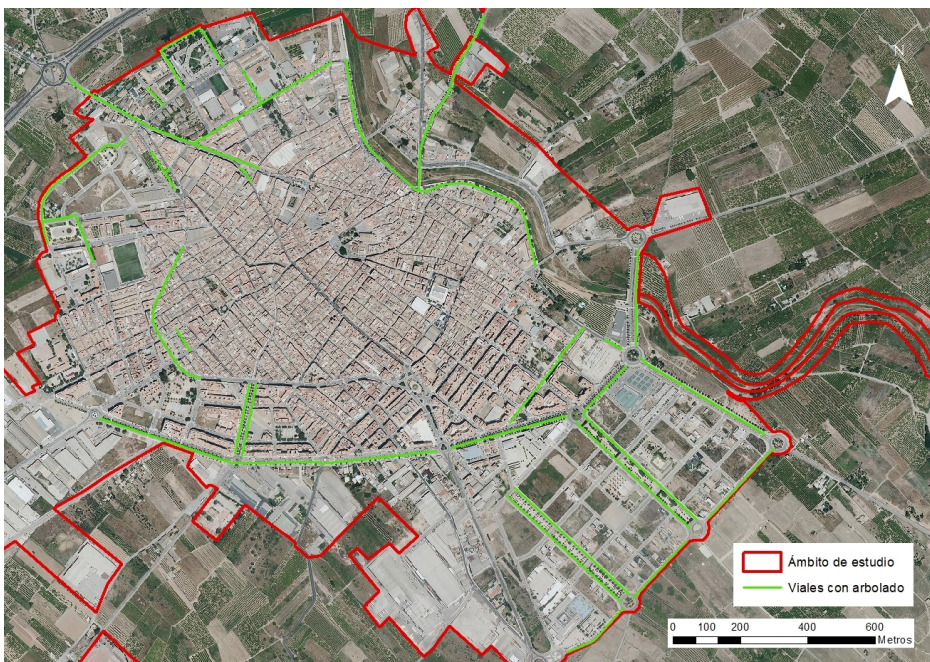 N
Ámbito de estudio
Viales con arbolado
0 100 200 400 600
Metros